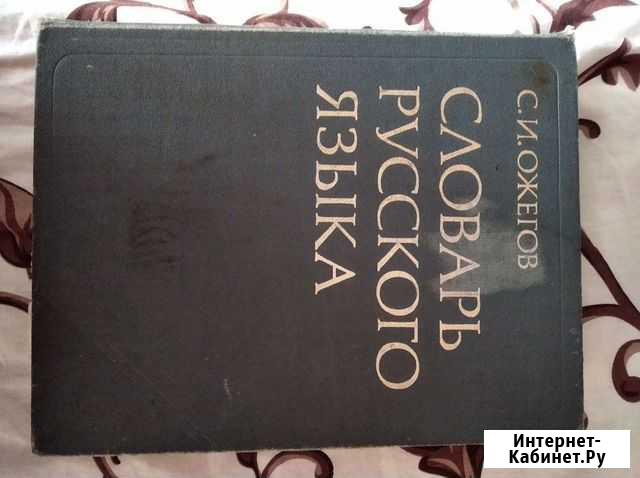 С. И. ОЖЕГОВ
СЛОВАРЬ
РУССКОГО
ЯЗЫКА
Интернет-
Кабинет.Ру